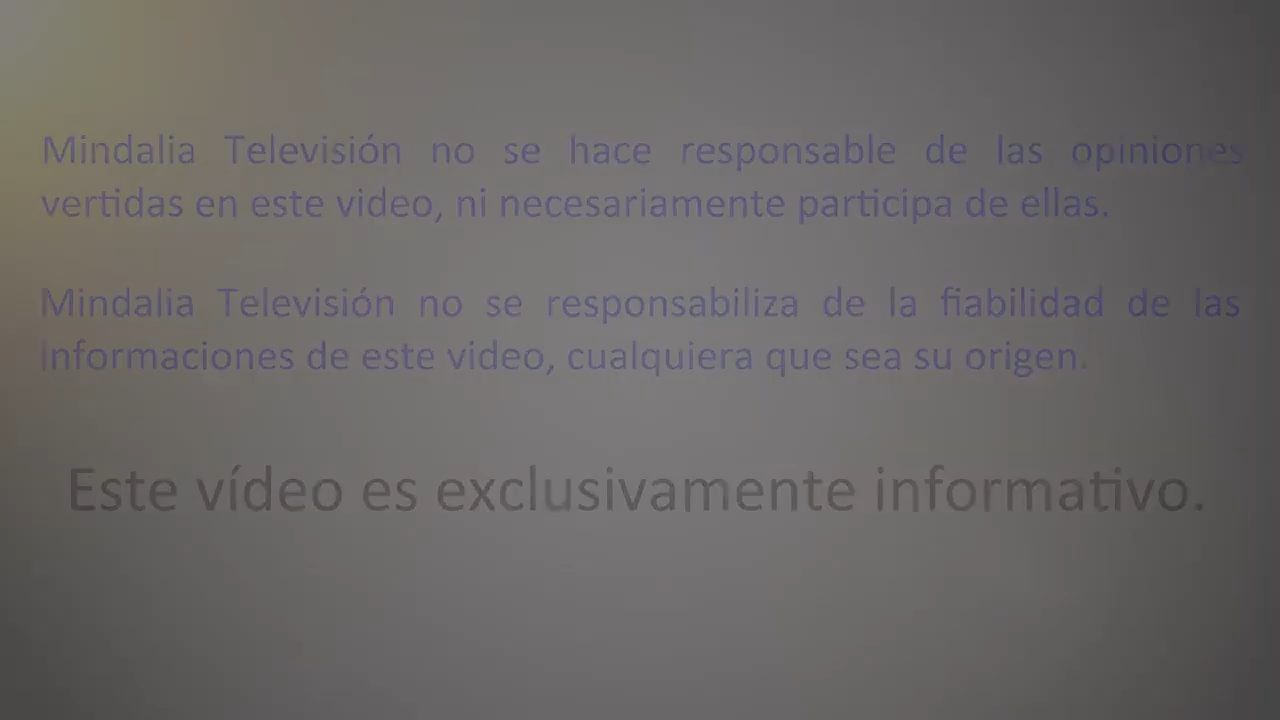 Mindalia Televisión no se hace responsable de las opiniones
vertidas en este video, ni necesariamente participa de ellas.
Mindalia Televisión no se responsabiliza de la fiabilidad de las
informaciones de este video, cualquiera que sea su origen.
Este vídeo es exclusivamente informativo.